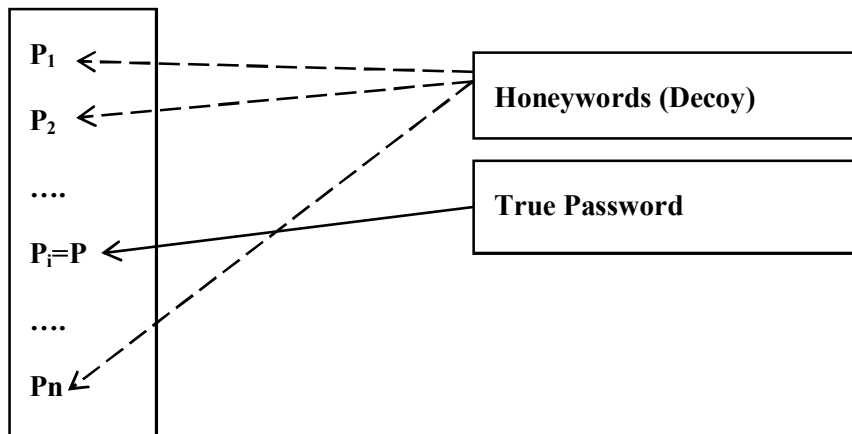 P₁
P₂
….
Pᵢ=P
….
Pn
Honeywords (Decoy)
True Password